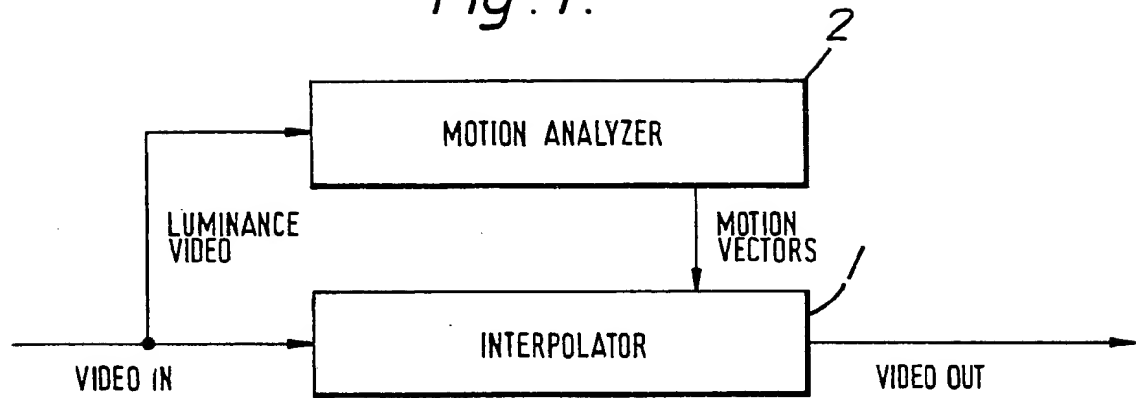 Fig. 1.
2
MOTION ANALYZER
LUMINANCE
VIDEO
MOTION
VECTORS
1
INTERPOLATOR
VIDEO IN
VIDEO OUT